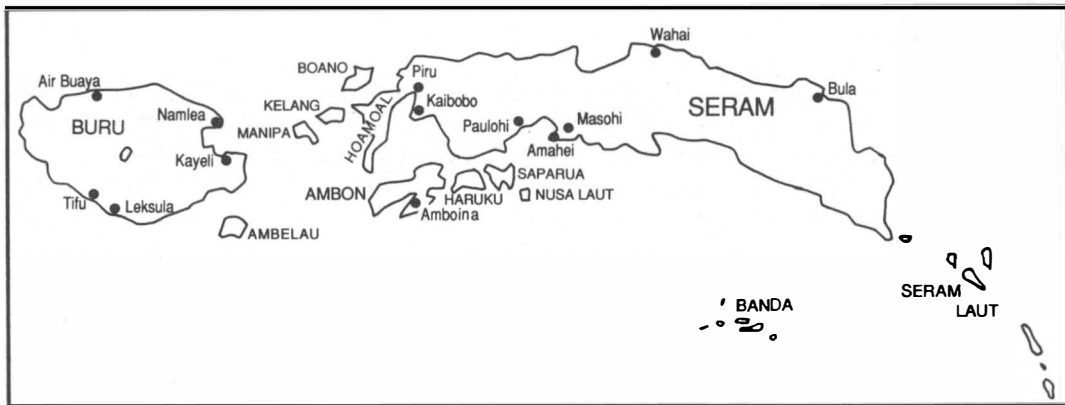 Wahai
BOANO
Piru
Air Buaya
Bula
KELANG
Kaibobo
SERAM
BURU
Namlea
HOAMOAL
Paulohi
Masohi
MANIPA
Kayeli
Amahei
SAPARUA
AMBON
HARUKU
NUSA LAUT
Tifu
Leksula
Amboina
AMBELAU
SERAM
LAUT
BANDA